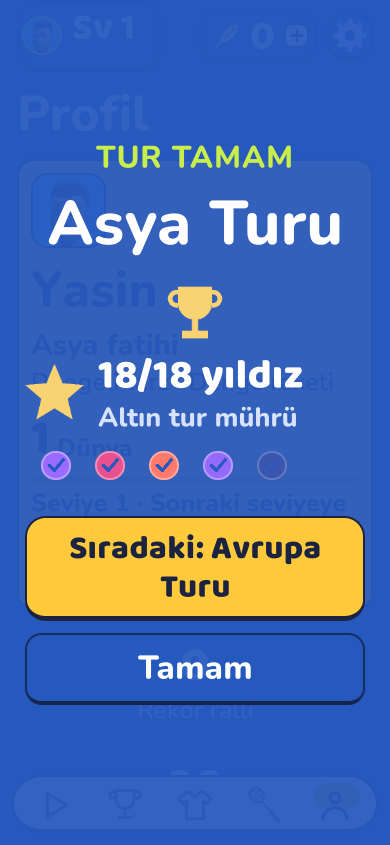 Sv 1
0
Profil
TUR TAMAM
Asya Turu
Yasin
Asya fatihi
18/18 yıldız
Altın tur mührü
1 Dünya
Seviye 1 · Sonraki seviyeye
Sıradaki: Avrupa
Turu
Tamam
Rekor ralli